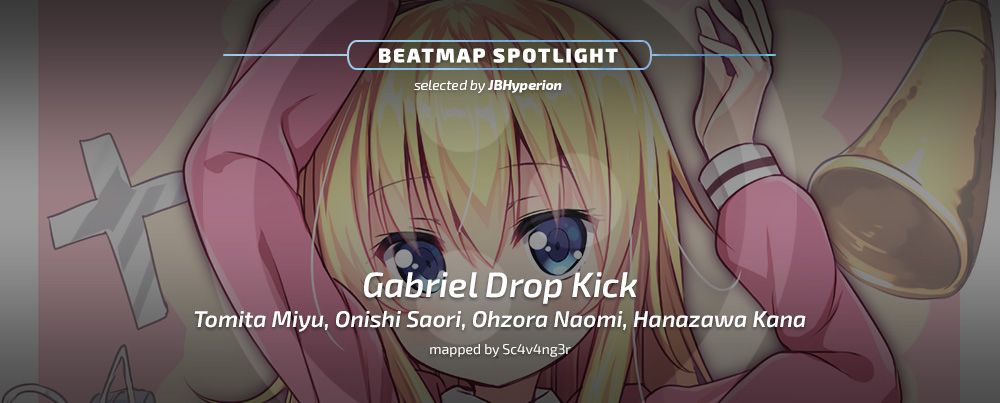 BEATMAP SPOTLIGHT
selected by JBHyperion
Gabriel Drop Kick
Tomita Miyu, Onishi Saori, Ohzora Naomi, Hanazawa Kana
mapped by Sc4v4ng3r